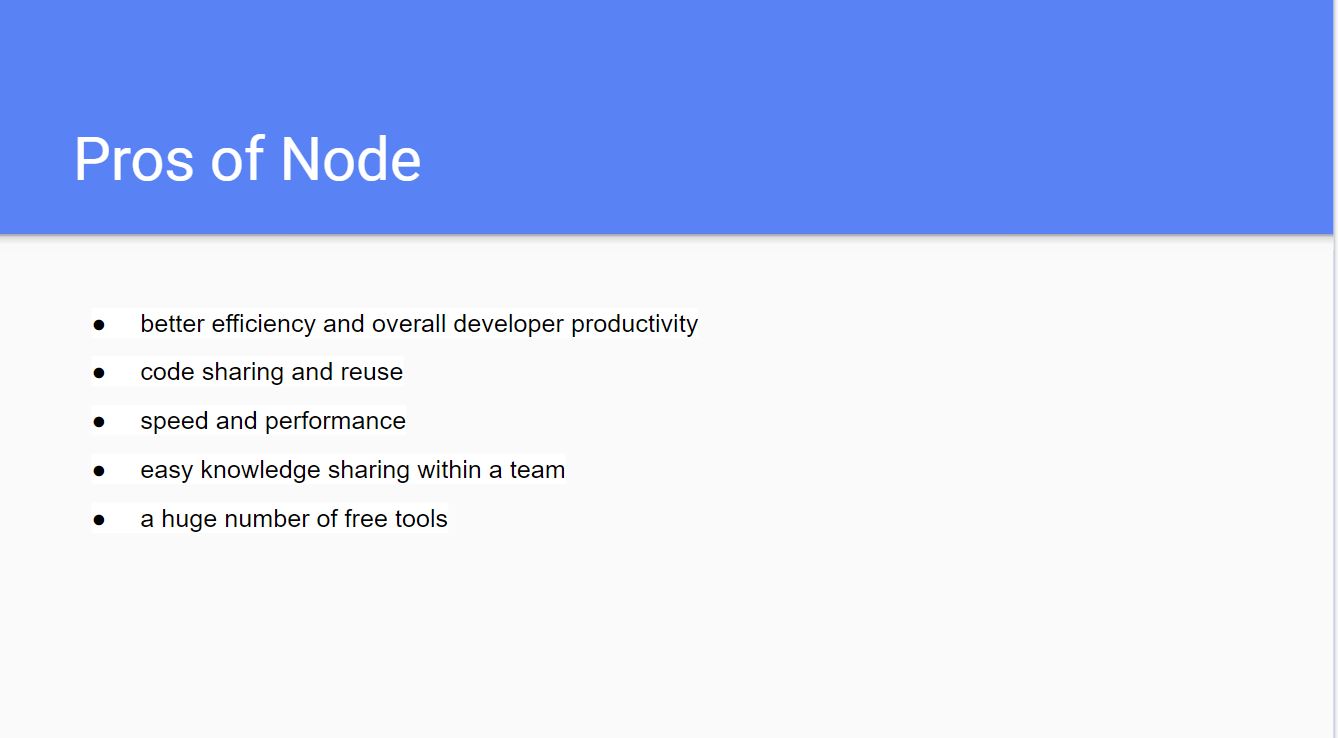 Pros of Node
● better efficiency and overall developer productivity
● code sharing and reuse
● speed and performance
● easy knowledge sharing within a team
● a huge number of free tools